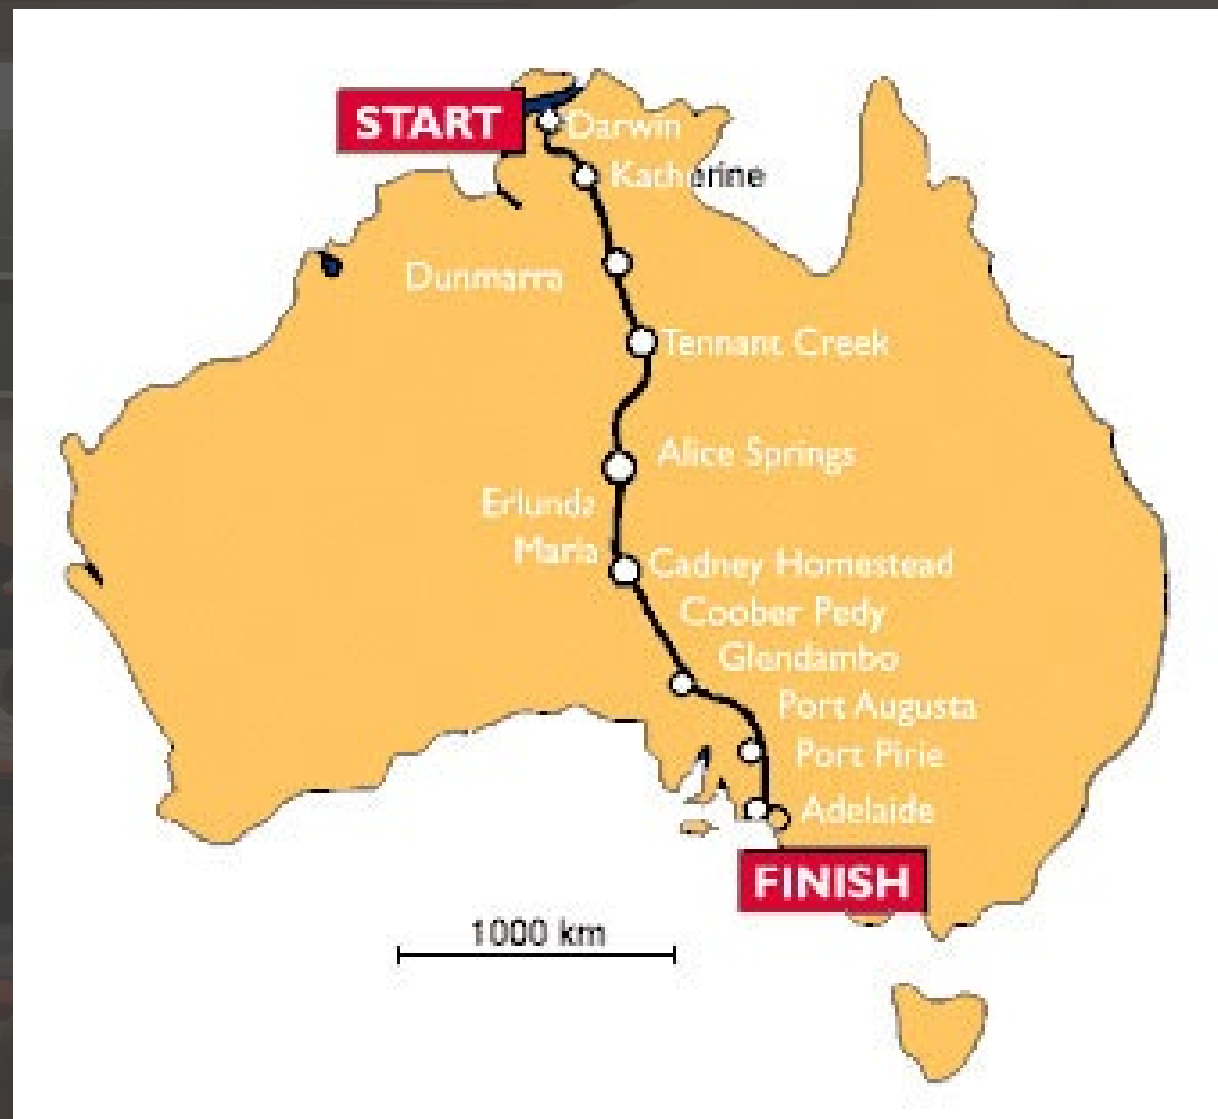 START
Darwin
Katherine
Dunmarra
Tennant Creek
Alice Springs
Erlunda
Marla
Cadney Homestead
Coober Pedy
Glendambo
Port Augusta
Port Pirie
Adelaide
FINISH
1000 km